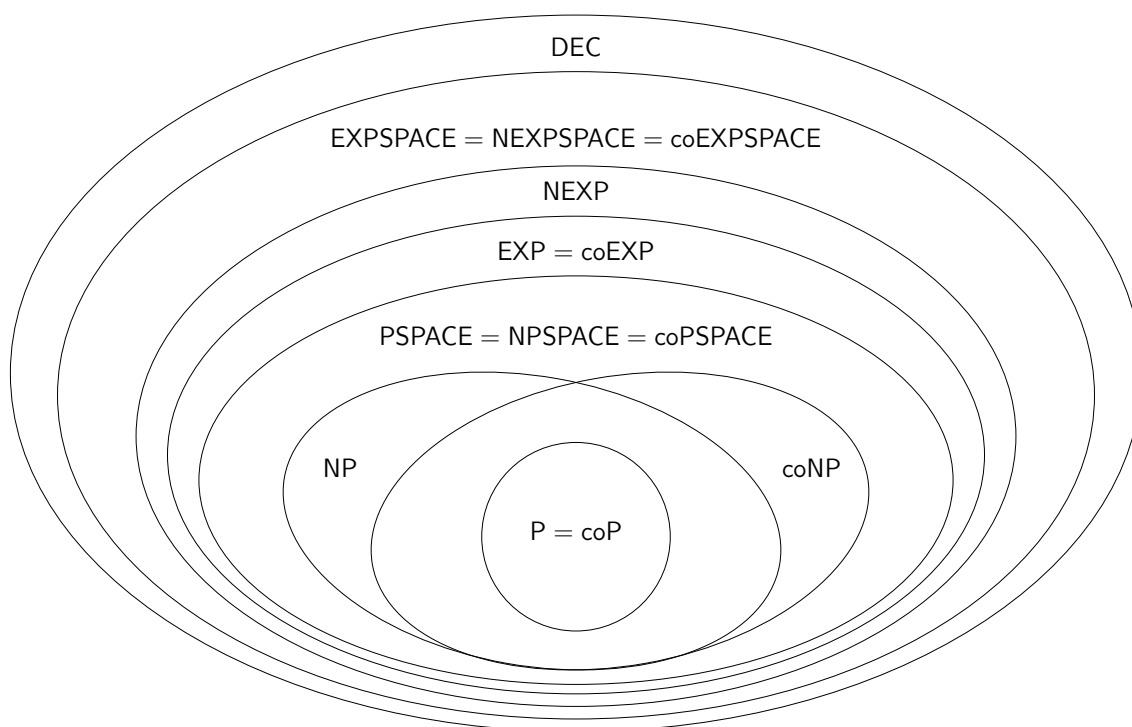 DEC
EXPSPACE = NEXPSPACE = coEXPSPACE
NEXP
EXP = coEXP
PSPACE = NPSPACE = coPSPACE
NP
coNP
P = coP